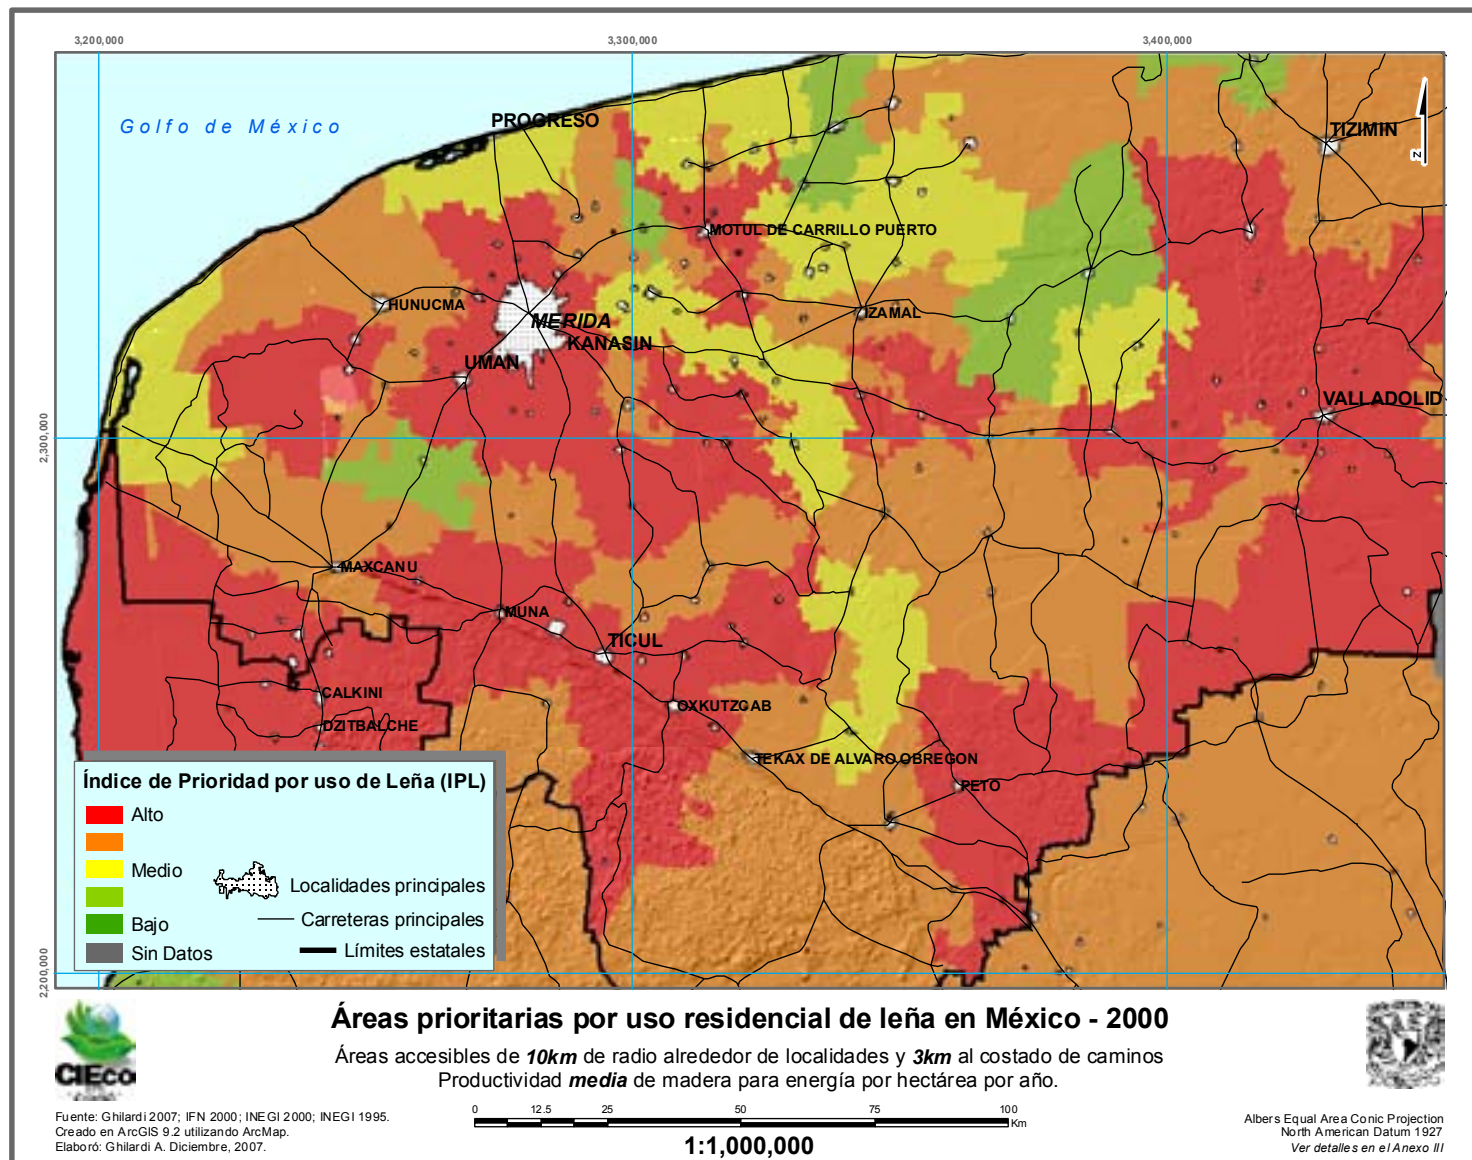 3,200,000
3,300,000
3,400,000
Golfo de México
PROGRESO
TIZIMIN
N
MOTUL DE CARRILLO PUERTO
HUNUCMA
MERIDA
IZAMAL
KANASIN
UMAN
VALLADOLID
2,300,000
MAXCANU
MUNA
TICUL
CALKINI
OXKUTZCAB
DZITBALCHE
TEKAX DE ALVARO OBREGON
PETO
Índice de Prioridad por uso de Leña (IPL)
Alto
Medio
Bajo
Sin Datos
Localidades principales
Carreteras principales
Límites estatales
2,200,000
Áreas prioritarias por uso residencial de leña en México - 2000
Áreas accesibles de 10km de radio alrededor de localidades y 3km al costado de caminos
Productividad media de madera para energía por hectárea por año.
CIEco
Fuente: Ghilardi 2007; IFN 2000; INEGI 2000; INEGI 1995.
Creado en ArcGIS 9.2 utilizando ArcMap.
Elaboró: Ghilardi A. Diciembre, 2007.
0 12.5 25 50 75 100
Km
1:1,000,000
Albers Equal Area Conic Projection
North American Datum 1927
Ver detalles en el Anexo III